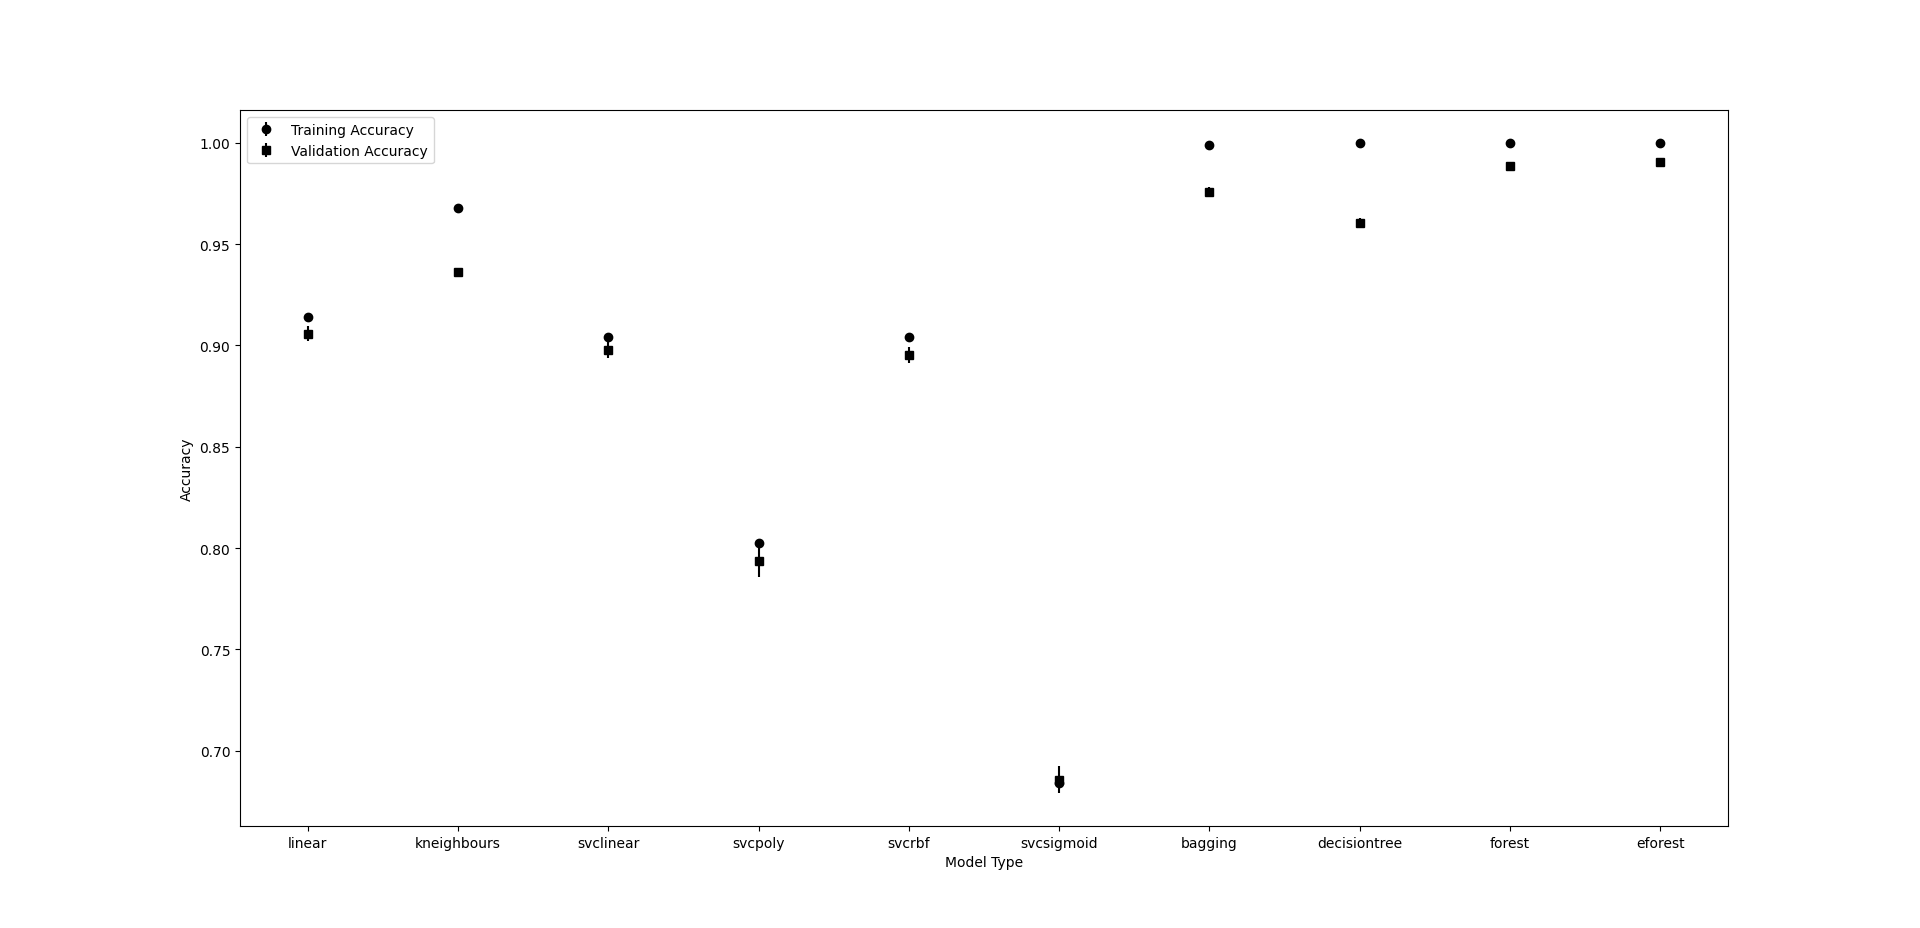 Training Accuracy
Validation Accuracy
1.00
0.95
0.90
0.85
0.80
0.75
0.70
Accuracy
linear kneighbours svclinear svcpoly svcrbf svcsigmoid bagging decisiontree forest eforest
Model Type